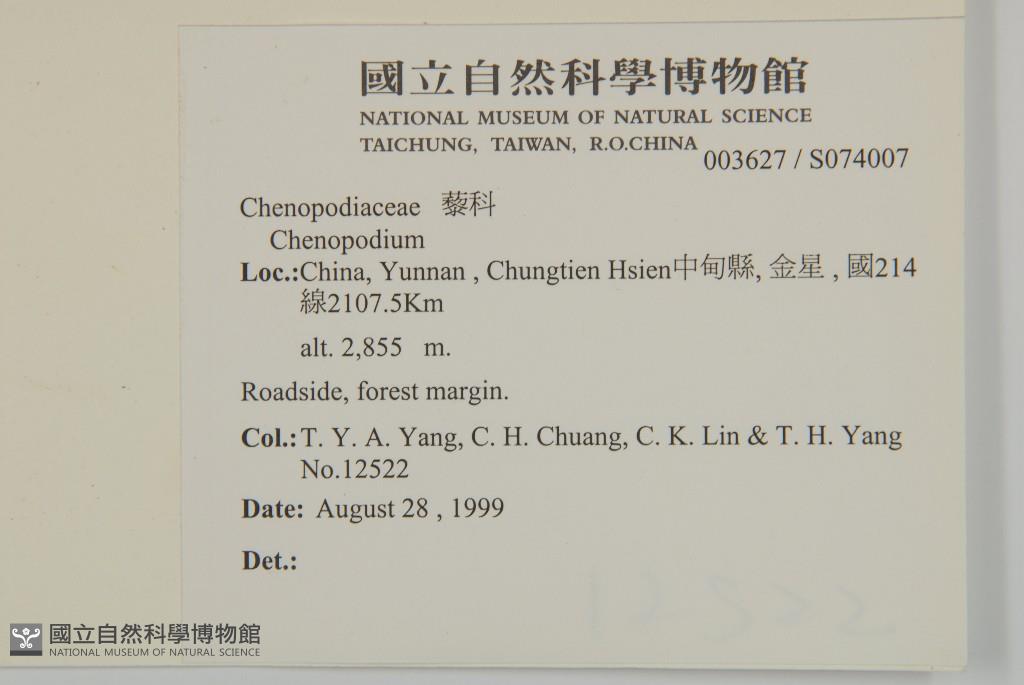 國立自然科學博物館
NATIONAL MUSEUM OF NATURAL SCIENCE
TAICHUNG, TAIWAN, R.O.CHINA
003627 / S074007
Chenopodiaceae 藜科
Chenopodium
Loc.:China, Yunnan , Chungtien Hsien中甸縣, 金星 , 國214
線2107.5Km
alt. 2,855 m.
Roadside, forest margin.
Col.: T. Y. A. Yang, C. H. Chuang, C. K. Lin & T. H. Yang
No.12522
Date: August 28 , 1999
Det.:
12522
國立自然科學博物館
NATIONAL MUSEUM OF NATURAL SCIENCE